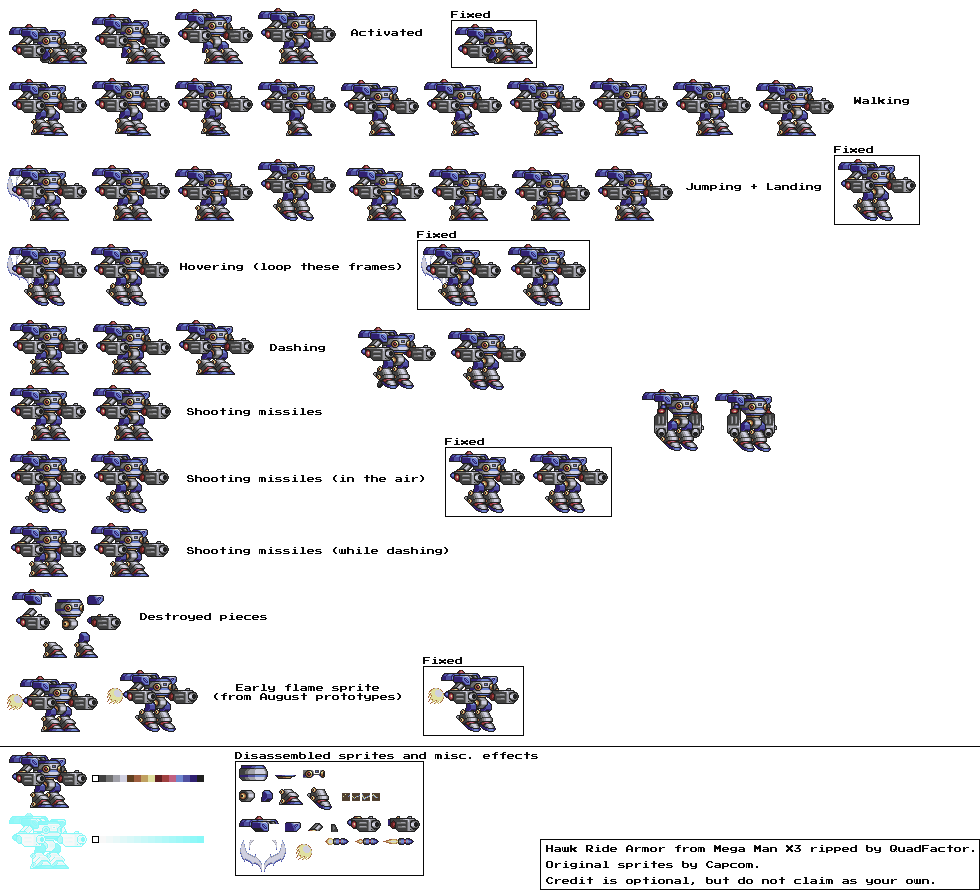 Fixed
Activated
Walking
Fixed
Jumping + Landing
Fixed
Hovering (loop these frames)
Dashing
Shooting missiles
Fixed
Shooting missiles (in the air)
Shooting missiles (while dashing)
Destroyed pieces
Fixed
Early flame sprite
(from August prototypes)
Disassembled sprites and misc. effects
Hawk Ride Armor from Mega Man X3 ripped by QuadFactor.
Original sprites by Capcom.
Credit is optional, but do not claim as your own.